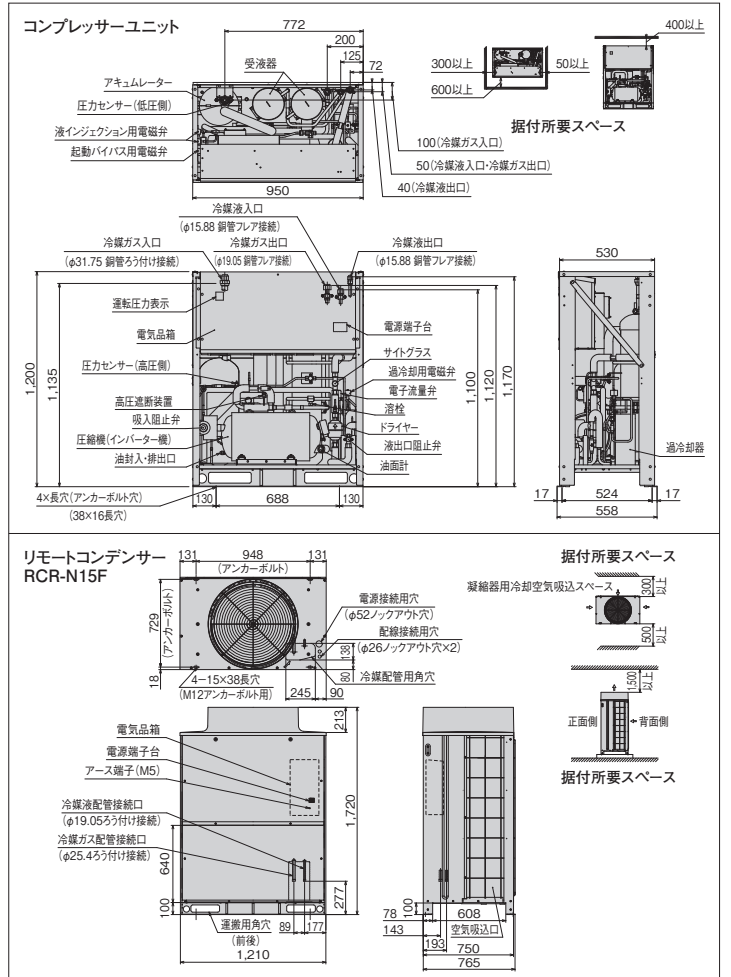 コンプレッサーユニット
772
200
125
72
400以上
受液器
アキュムレーター
圧力センサー（低圧側）
液インジェクション用電磁弁
起動バイパス用電磁弁
300以上
50以上
600以上
据付所要スペース
100（冷媒ガス入口）
50（冷媒液入口・冷媒ガス出口）
40（冷媒液出口）
950
冷媒液入口
（φ15.88 銅管フレア接続）
冷媒ガス入口
（φ31.75 銅管ろう付け接続）
冷媒ガス出口
（φ19.05 銅管フレア接続）
冷媒液出口
（φ15.88 銅管フレア接続）
530
運転圧力表示
電気品箱
電源端子台
圧力センサー（高圧側）
サイトグラス
過冷却用電磁弁
電子流量弁
高圧遮断装置
溶栓
吸入阻止弁
ドライヤー
圧縮機（インバーター機）
液出口阻止弁
油封入・排出口
油面計
過冷却器
1,200
1,135
1,100
1,120
1,170
4×長穴（アンカーボルト穴）
（38×16長穴）
130
688
130
17
524
17
558
リモートコンデンサー
RCR-N15F
131
948
131
（アンカーボルト）
729
（アンカーボルト）
18
電源接続用穴
（φ52ノックアウト穴）
配線接続用穴
（φ26ノックアウト穴×2）
138
80
冷媒配管用角穴
4－15×38長穴
（M12アンカーボルト用）
245
90
据付所要スペース
凝縮器用冷却空気吸込スペース
300以上
500以上
1,500以上
正面側
背面側
据付所要スペース
213
電気品箱
電源端子台
アース端子（M5）
冷媒液配管接続口
（φ19.05ろう付け接続）
冷媒ガス配管接続口
（φ25.4ろう付け接続）
1,720
640
100
277
運搬用角穴
（前後）
89
177
1,210
100
78
608
143
空気吸込口
193
750
765